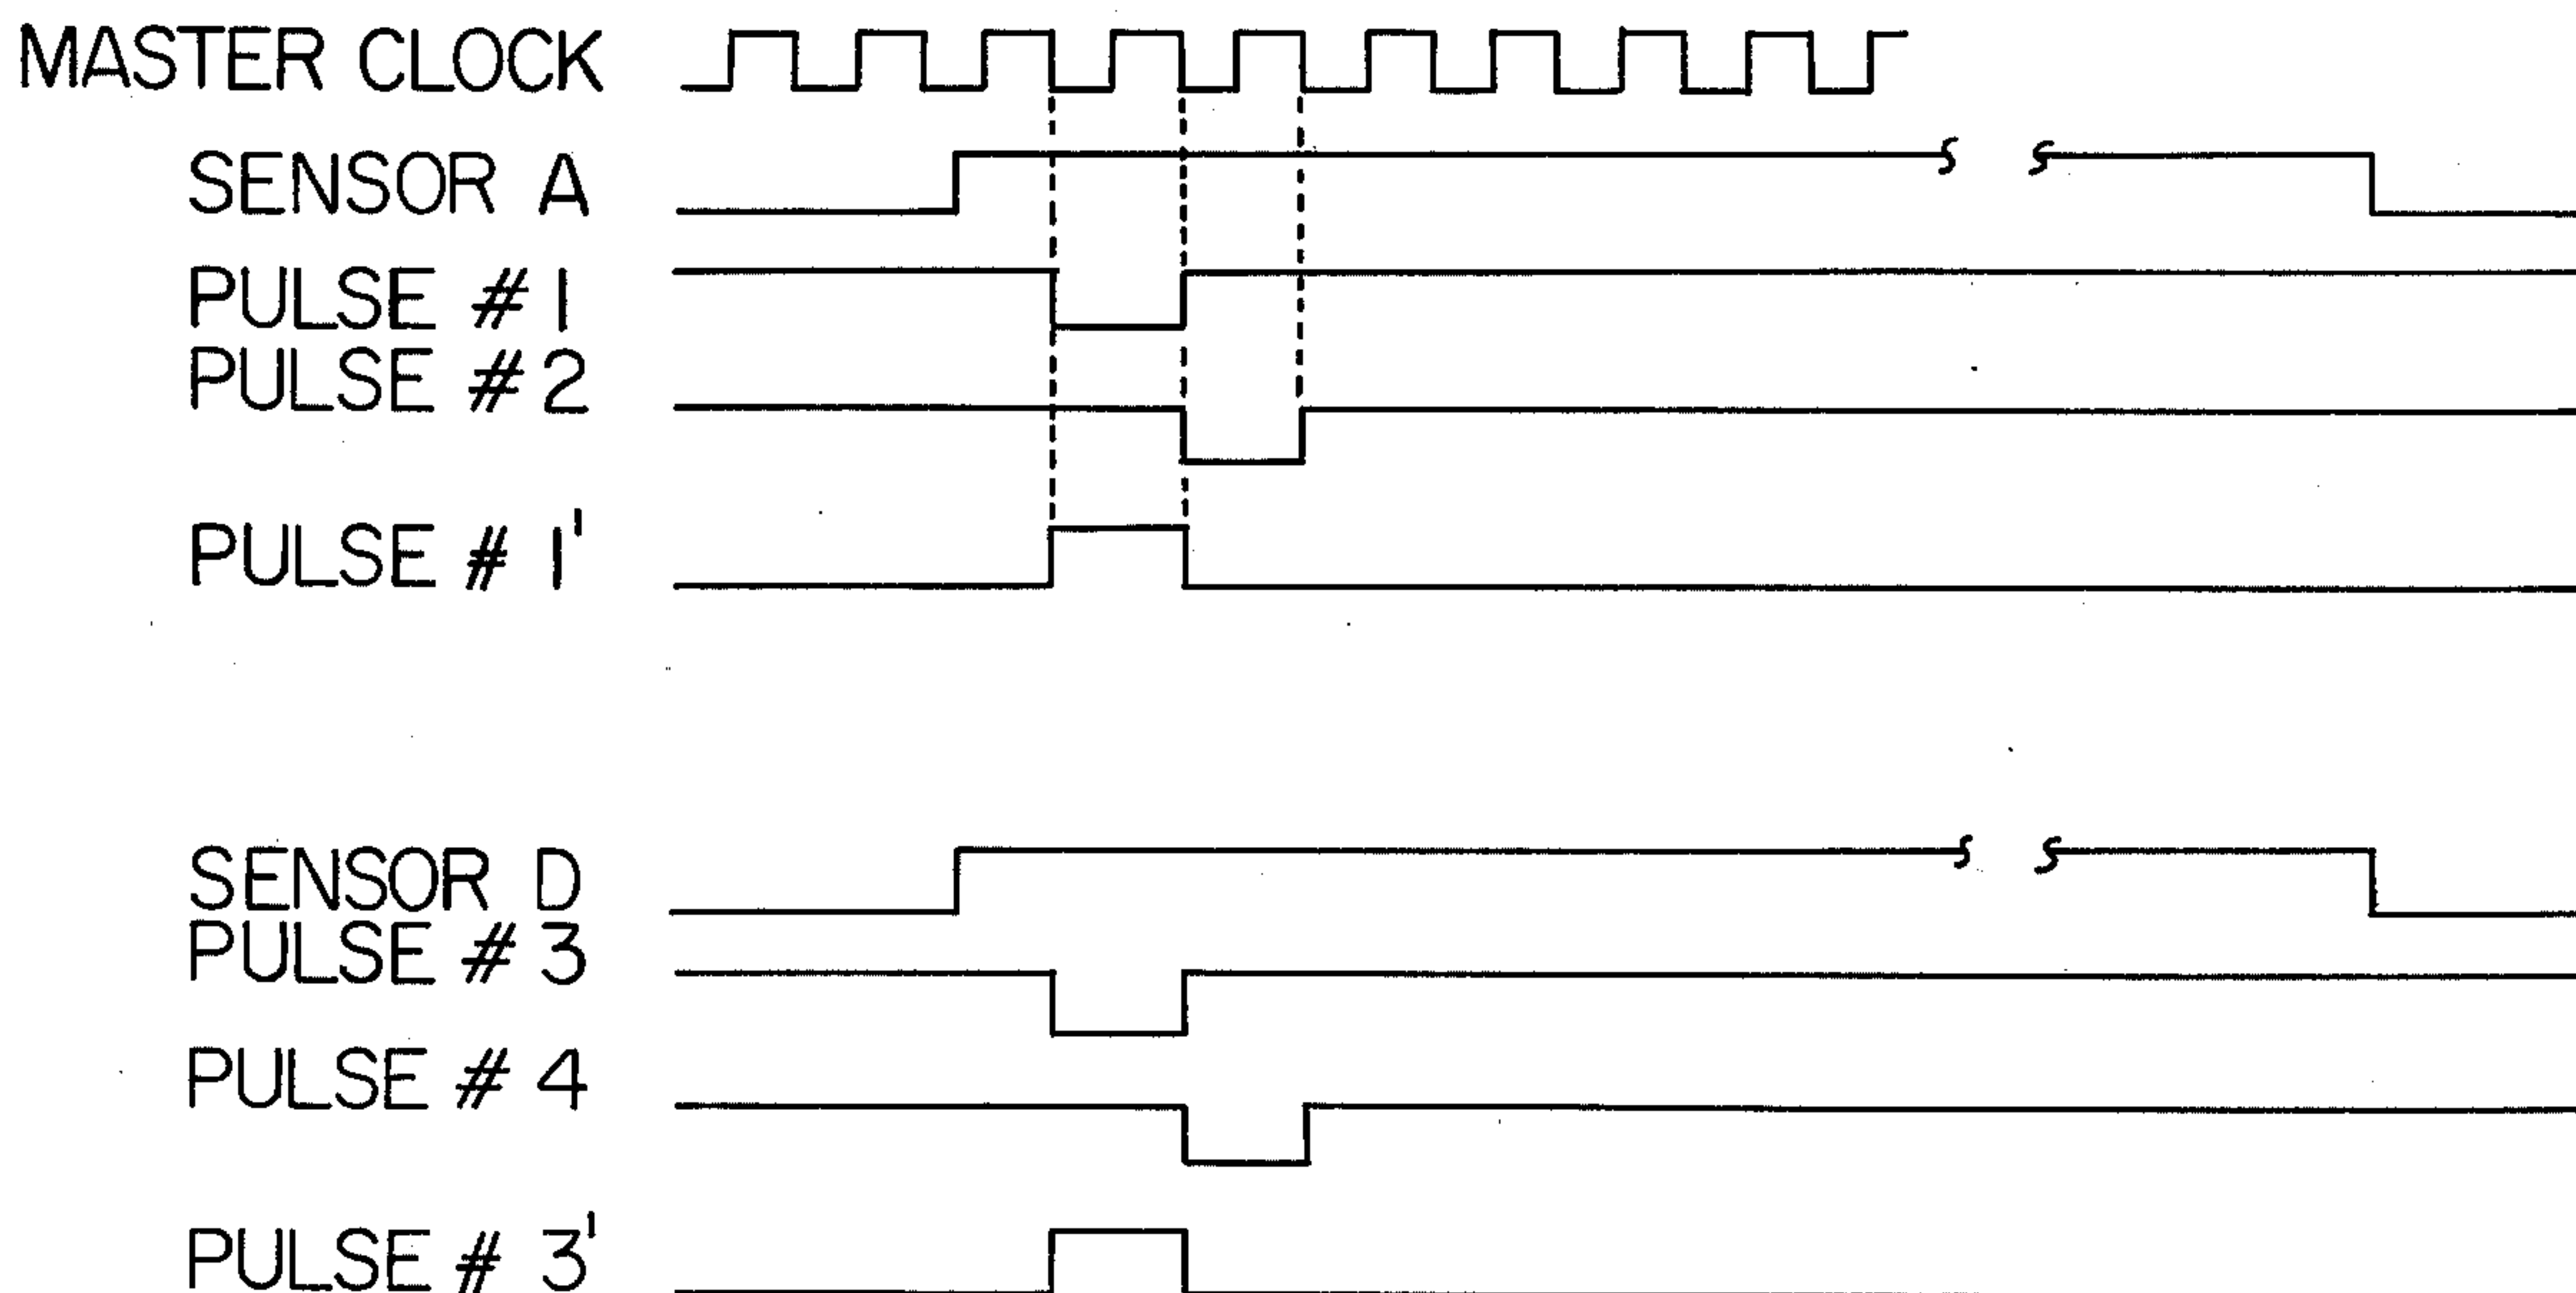 MASTER CLOCK
SENSOR A
PULSE #1
PULSE #2
PULSE # 1'
SENSOR D
PULSE # 3
PULSE # 4
PULSE # 3'